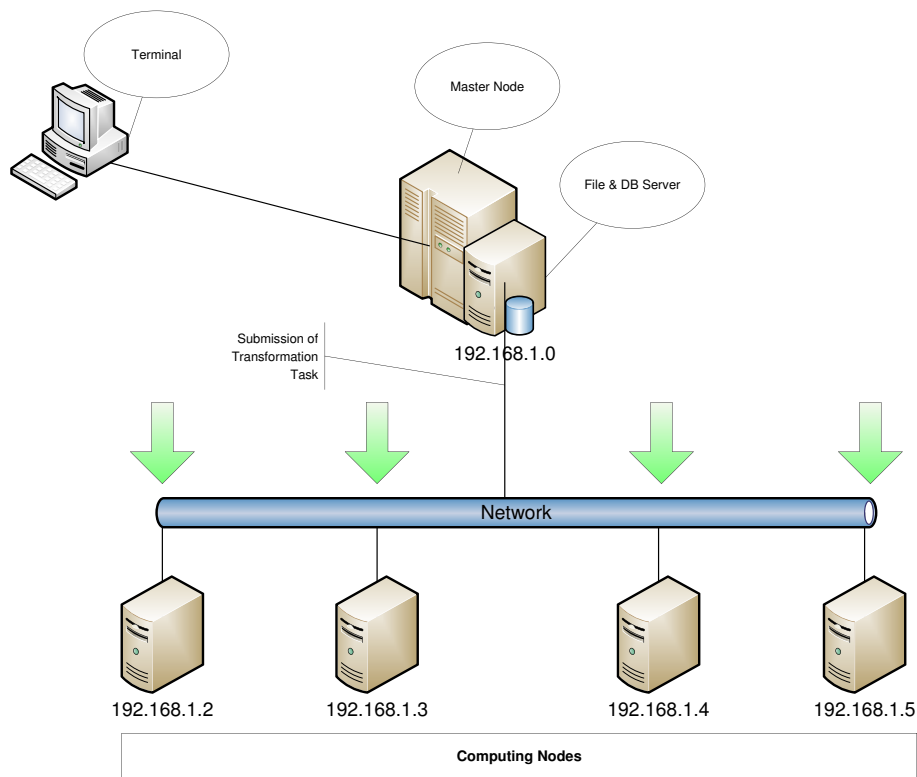 Terminal
Master Node
File & DB Server
192.168.1.0
Submission of
Transformation
Task
Network
192.168.1.2
192.168.1.3
192.168.1.4
192.168.1.5
Computing Nodes